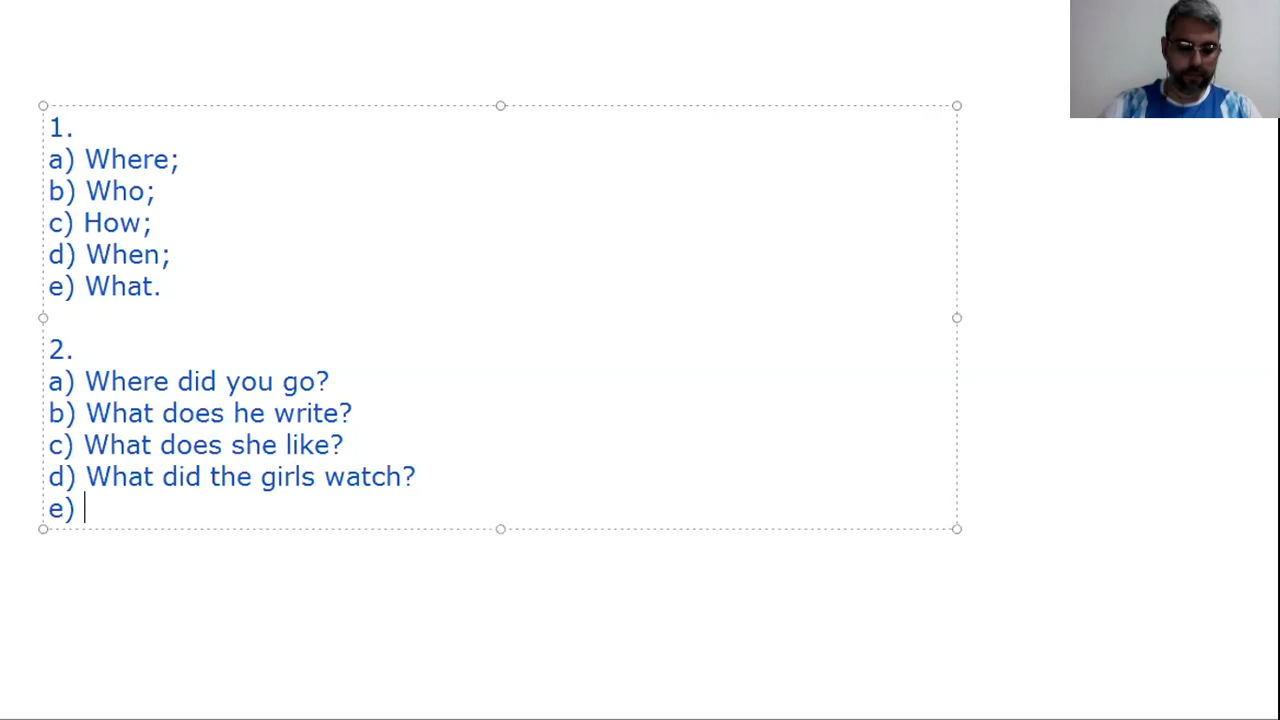 1.
a) Where;
b) Who;
c) How;
d) When;
e) What.
2.
a) Where did you go?
b) What does he write?
c) What does she like?
d) What did the girls watch?
e)